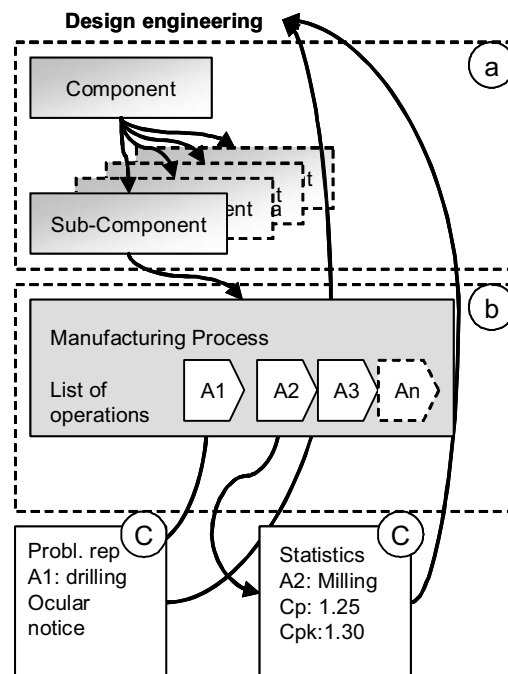 Design engineering
a
Component
t
t
ent a
Sub-Component
b
Manufacturing Process
List of
operations
A1
A2
A3
An
C
Probl. rep
A1: drilling
Ocular
notice
C
Statistics
A2: Milling
Cp: 1.25
Cpk:1.30